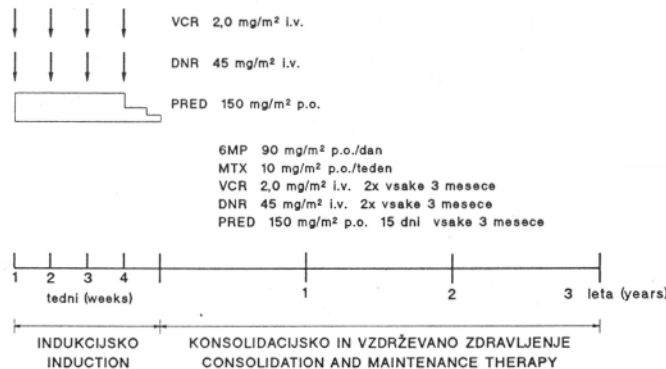 VCR 2,0 mg/m² i.v.
DNR 45 mg/m² i.v.
PRED 150 mg/m² p.o.
6MP 90 mg/m² p.o./dan
MTX 10 mg/m² p.o./teden
VCR 2,0 mg/m² i.v. 2x vsake 3 mesece
DNR 45 mg/m² i.v. 2x vsake 3 mesece
PRED 150 mg/m² p.o. 15 dni vsake 3 mesece
1 2 3 4 1 2 3 leta (years)
tedni (weeks)
INDUKCIJSKO KONSOLIDACIJSKO IN VZDRŽEVANO ZDRAVLJENJE
INDUCTION CONSOLIDATION AND MAINTENANCE THERAPY